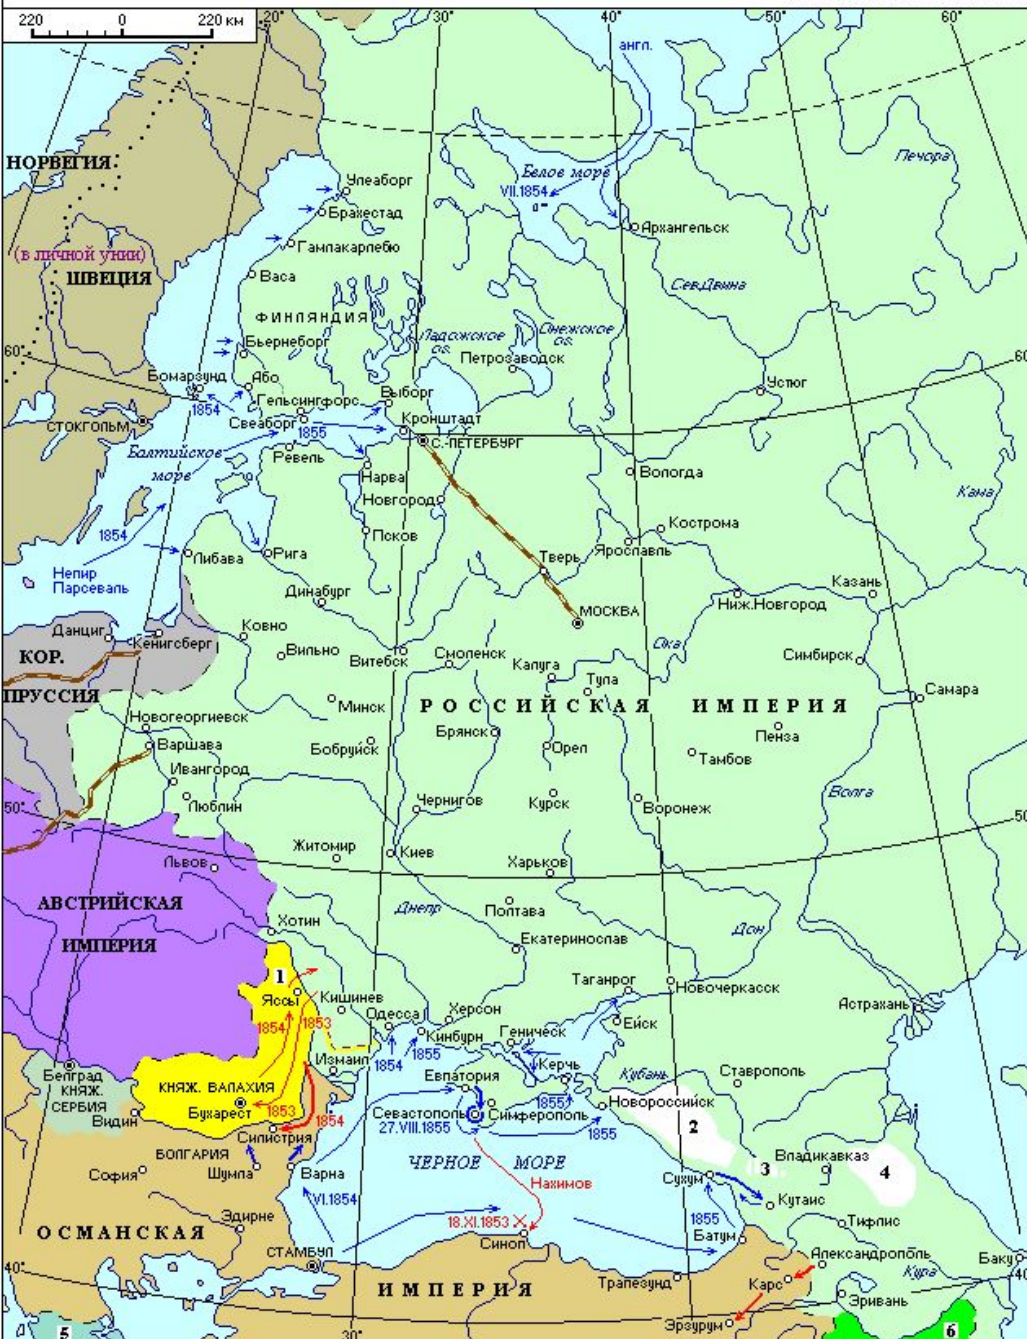 220 0 220 км
20°
30°
40°
50°
60°
англ.
НОРВЕГИЯ
Печора
Белое море
VII.1854
Улеаборг
Брахестад
Архангельск
Гамлакарлебю
(в личной унии)
ШВЕЦИЯ
Васа
Сев.Двина
ФИНЛЯНДИЯ
Ладожское
оз.
Онежское
оз.
60°
60
Бьернеборг
Петрозаводск
Бомарзунд
Або
Устюг
1854
Гельсингфорс
Выборг
Кронштадт
СТОКГОЛЬМ
Свеаборг
1855
С.-ПЕТЕРБУРГ
Балтийское
море
Ревель
Нарва
Вологда
Новгород
Кама
1854
Псков
Кострома
Ярославль
Либава
Рига
Тверь
Непир
Парсеваль
Динабург
Казань
Ниж.Новгород
МОСКВА
Данциг
Кенигсберг
Ковно
Ока
КОР.
Вильно
Витебск
Смоленск
Калуга
Симбирск
ПРУССИЯ
Тула
Самара
Минск
РОССИЙСКАЯ ИМПЕРИЯ
Новогеоргиевск
Варшава
Бобруйск
Брянск
Орел
Пенза
Тамбов
Ивангород
Люблин
Чернигов
Курск
Воронеж
Волга
50°
50
Житомир
Киев
Харьков
Львов
АВСТРИЙСКАЯ
ИМПЕРИЯ
Днепр
Полтава
Дон
Хотин
Екатеринослав
1
Таганрог
Новочеркасск
Яссы
Кишинев
Астрахань
1854
1853
Одесса
Херсон
Кинбурн
Геническ
Ейск
1854
1855
Измаил
Белград
КНЯЖ.
СЕРБИЯ
КНЯЖ. ВАЛАХИЯ
Евпатория
Керчь
Кубань
Ставрополь
Бухарест
1853
1854
Севастополь
27.VIII.1855
Симферополь
1855
Новороссийск
1855
Видин
Силистрия
2
БОЛГАРИЯ
3
Владикавказ
4
София
Шумла
Варна
ЧЕРНОЕ МОРЕ
Сухум
VI.1854
Нахимов
Кутаис
ОСМАНСКАЯ
Эдирне
18.XI.1853
1855
Синоп
Батум
Тифлис
СТАМБУЛ
Александрополь
Баку
40°
40
ИМПЕРИЯ
Трапезунд
Карс
Кура
Эривань
Эрзурум
5
30°
6